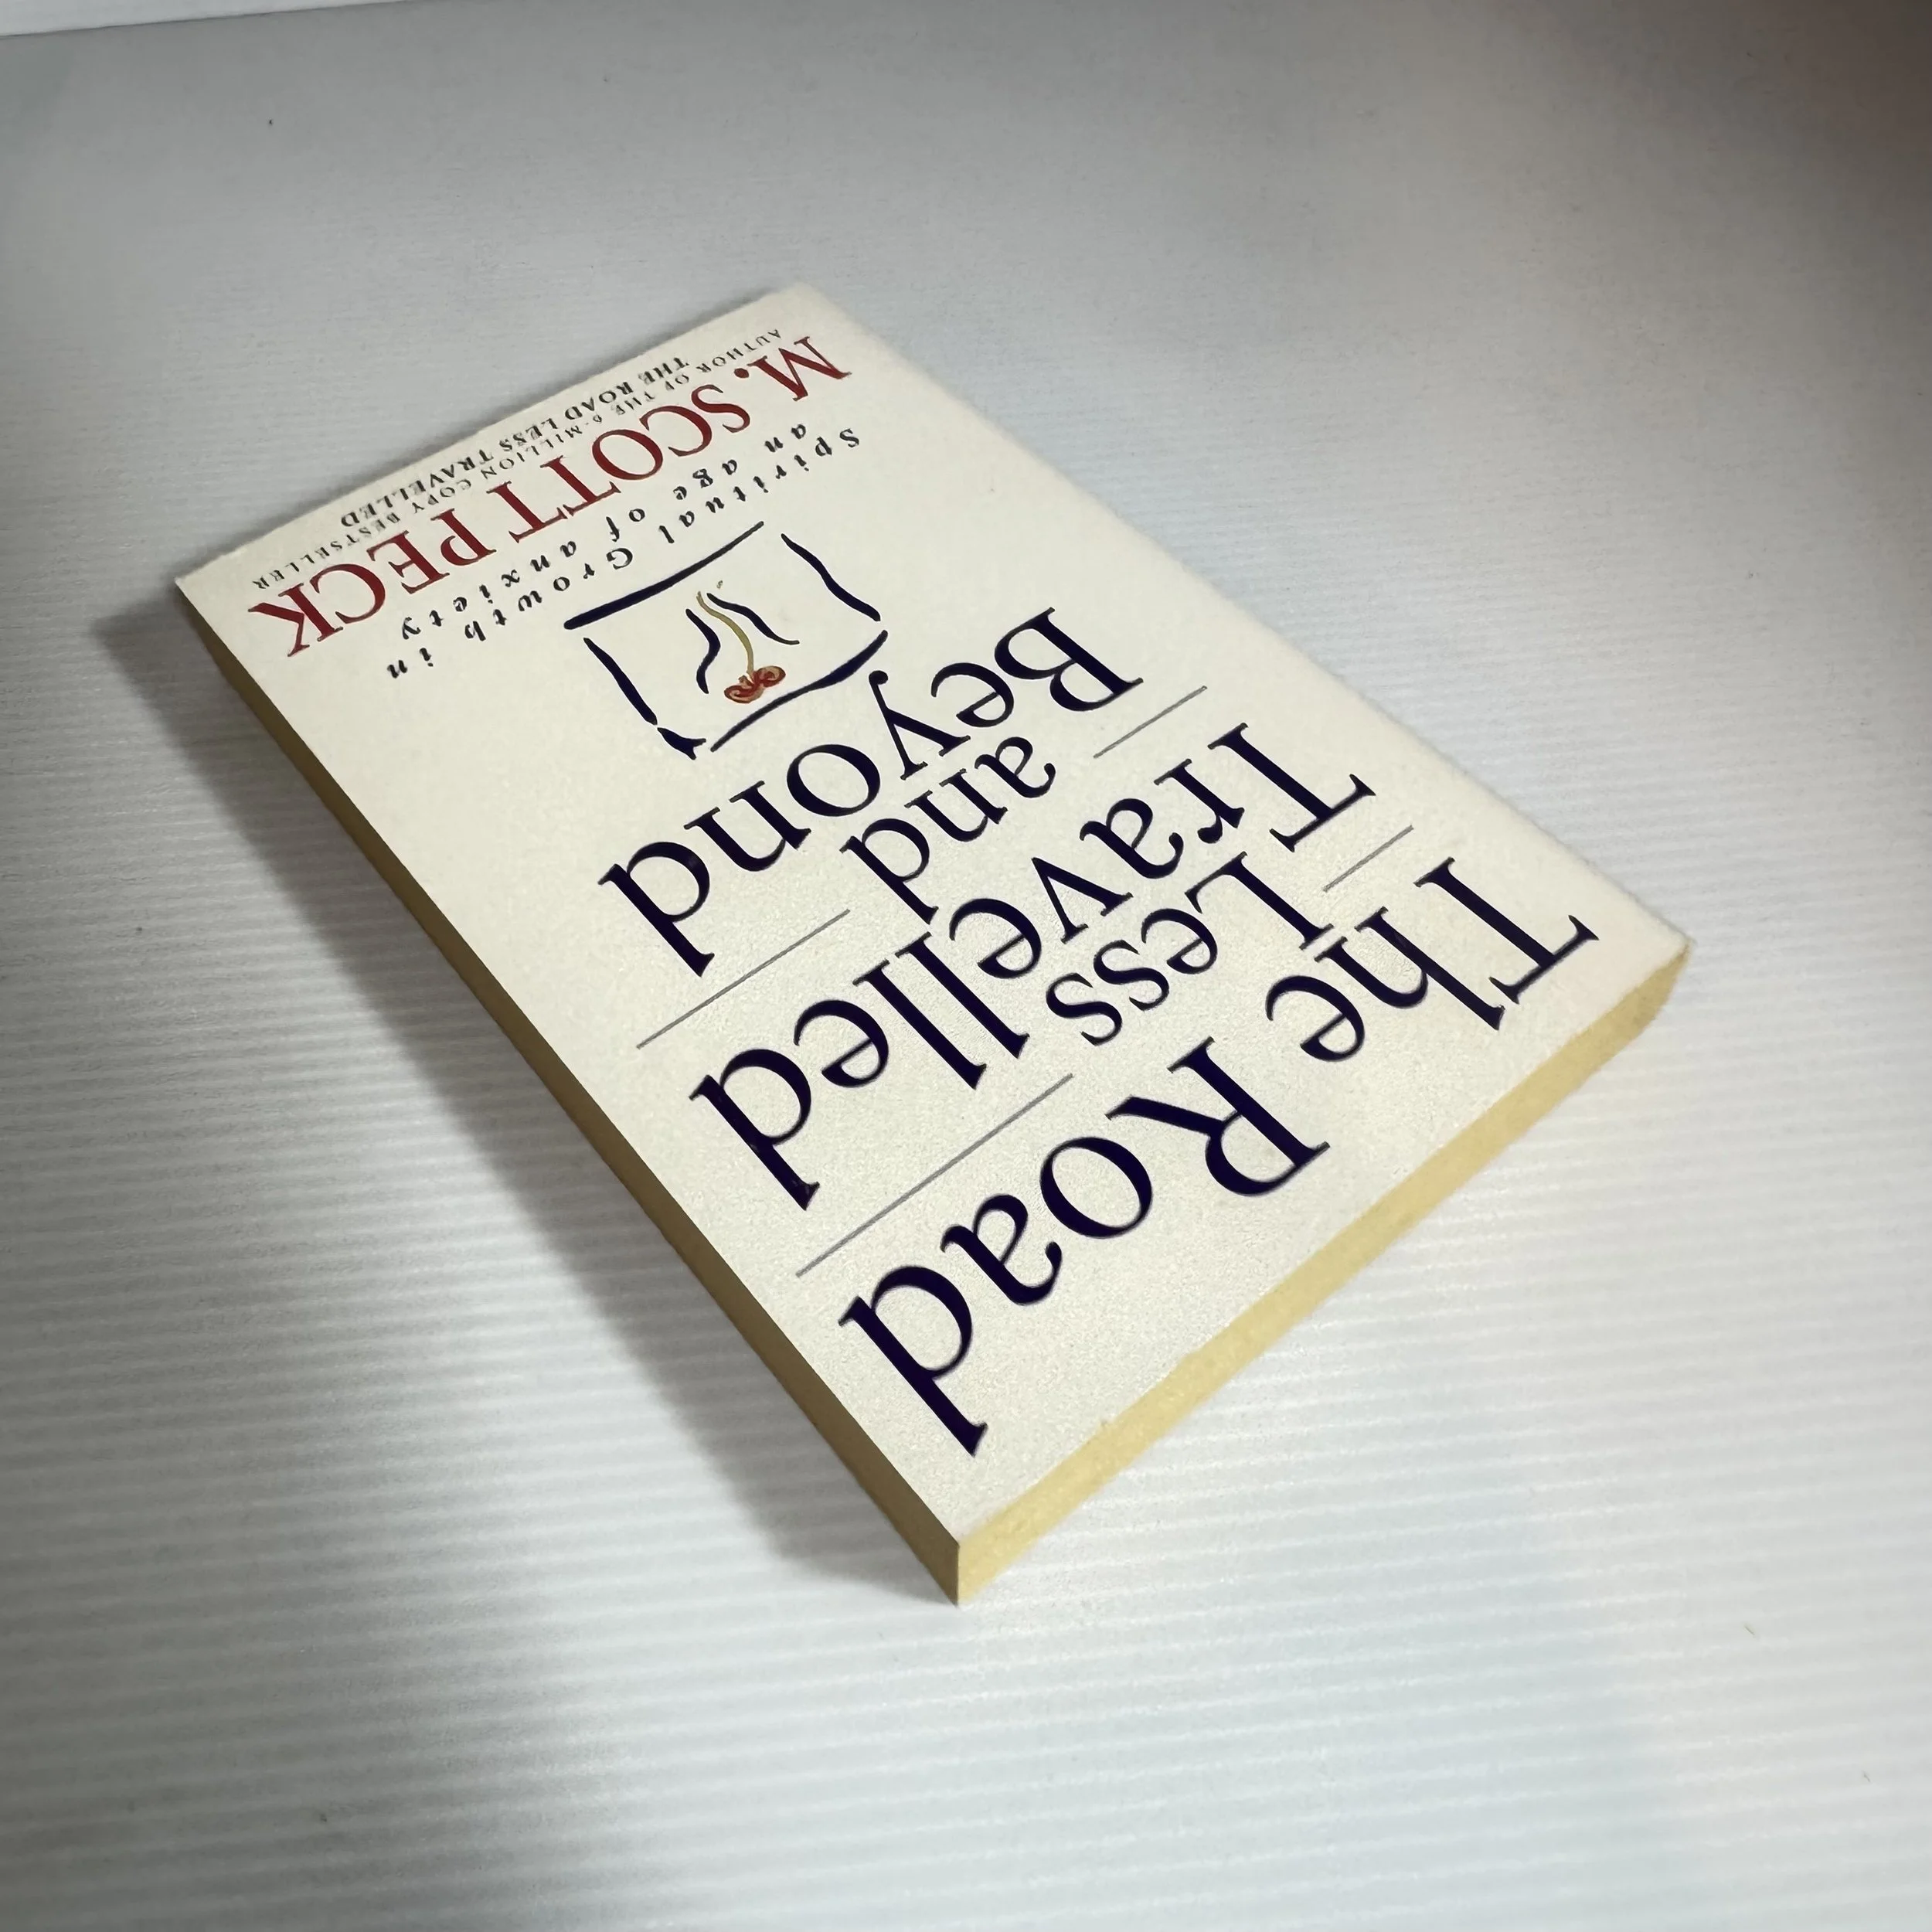 The Road
Less
Travelled
and
Beyond
Spiritual Growth in
an age of anxiety
M. SCOTT PECK
AUTHOR OF THE 6-MILLION COPY BESTSELLER
THE ROAD LESS TRAVELLED